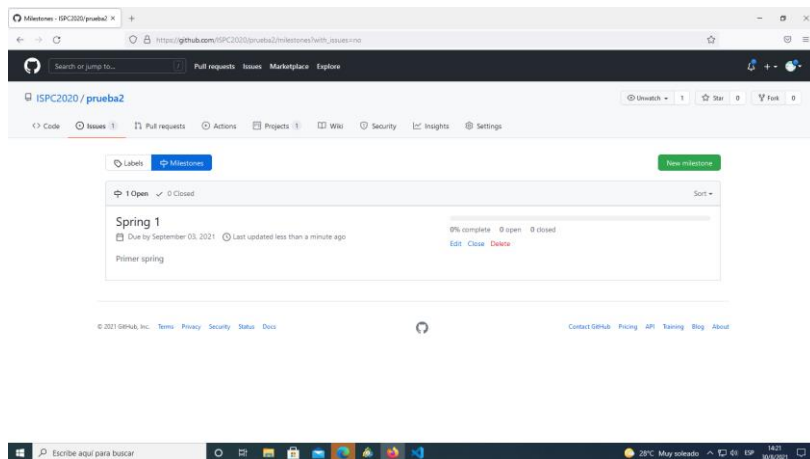 Milestones - ISPC2020/prueba2
https://github.com/ISPC2020/prueba2/milestones?with_issues=no
Search or jump to... / Pull requests Issues Marketplace Explore
ISPC2020 / prueba2 Unwatch 1 Star 0 Fork 0
Code Issues 1 Pull requests Actions Projects 1 Wiki Security Insights Settings
Labels Milestones New milestone
1 Open 0 Closed Sort
Spring 1
0% complete 0 open 0 closed
Due by September 03, 2021 Last updated less than a minute ago
Edit Close Delete
Primer spring
© 2021 GitHub, Inc. Terms Privacy Security Status Docs Contact GitHub Pricing API Training Blog About
Escribe aquí para buscar 28°C Muy soleado ESP 14:21
30/8/2021